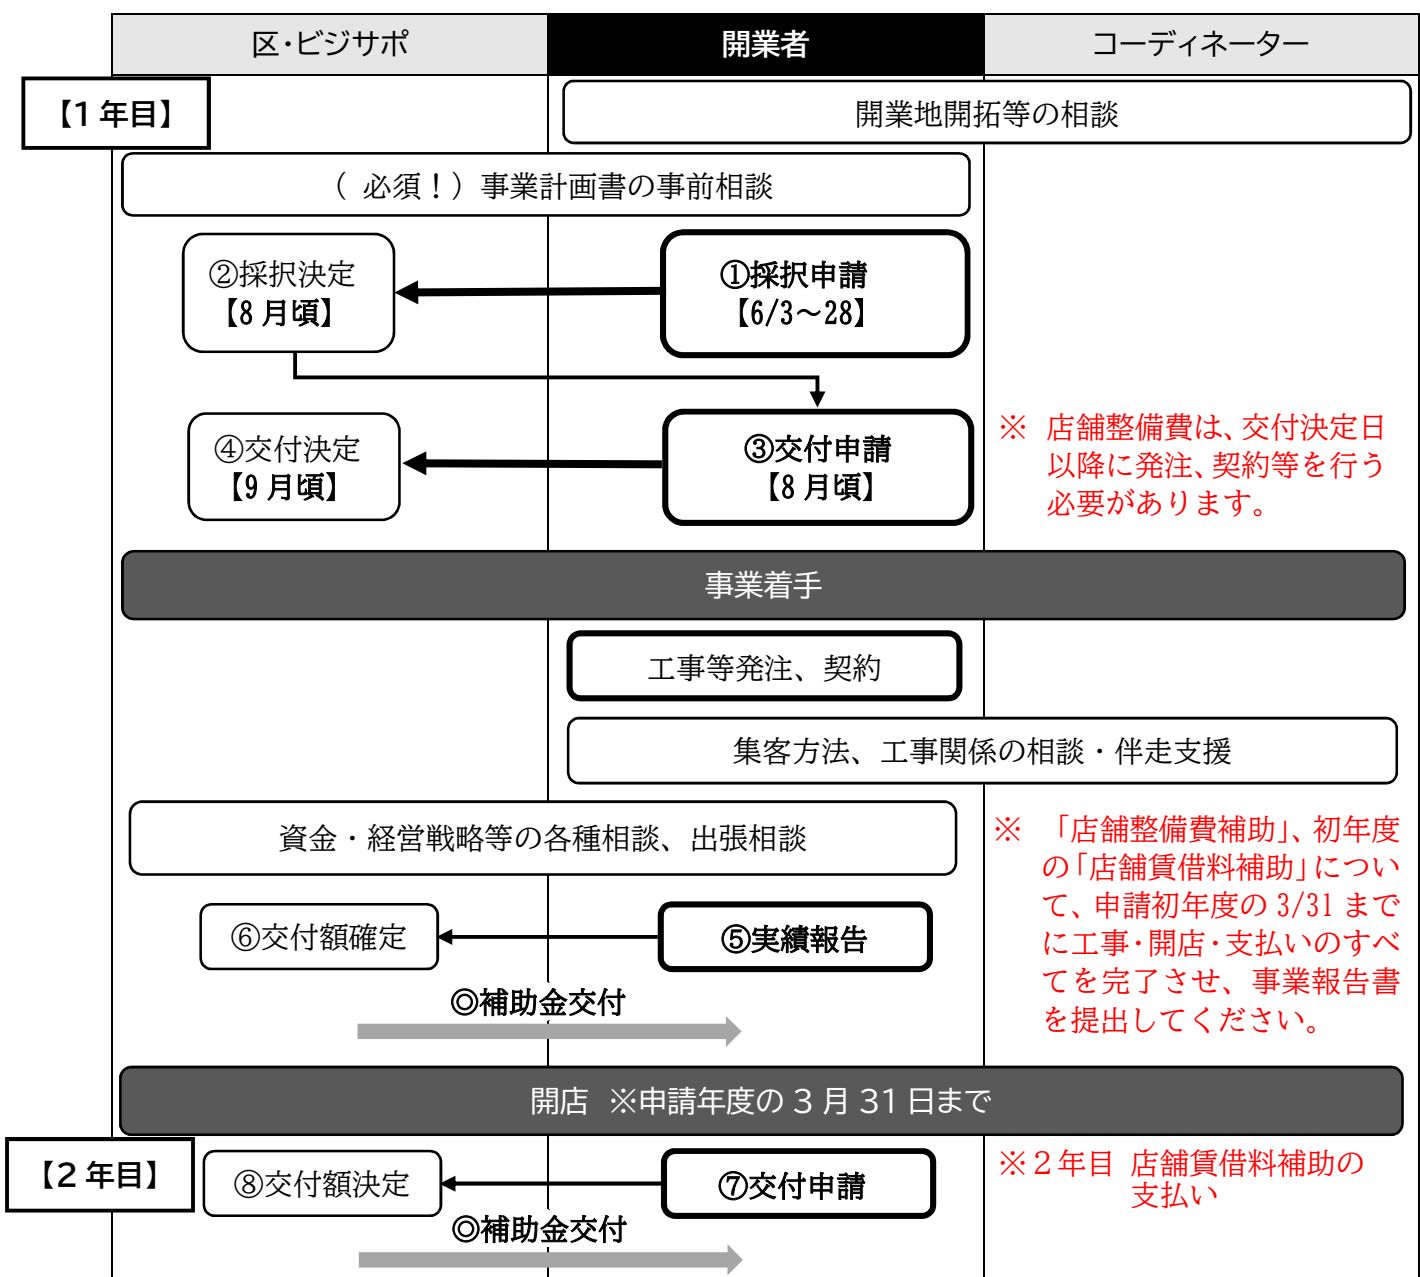 区・ビジサポ
開業者
コーディネーター
【1年目】
開業地開拓等の相談
( 必須！）事業計画書の事前相談
②採択決定
【8月頃】
①採択申請
【6/3～28】
④交付決定
【9月頃】
③交付申請
【8月頃】
※ 店舗整備費は、交付決定日
以降に発注、契約等を行う
必要があります。
事業着手
工事等発注、契約
集客方法、工事関係の相談・伴走支援
資金・経営戦略等の各種相談、出張相談
※ 「店舗整備費補助」、初年度
の「店舗賃借料補助」につい
て、申請初年度の3/31まで
に工事・開店・支払いのすべ
てを完了させ、事業報告書
を提出してください。
⑥交付額確定
⑤実績報告
◎補助金交付
開店 ※申請年度の3月31日まで
【2年目】
⑧交付額決定
⑦交付申請
※2年目 店舗賃借料補助の
支払い
◎補助金交付